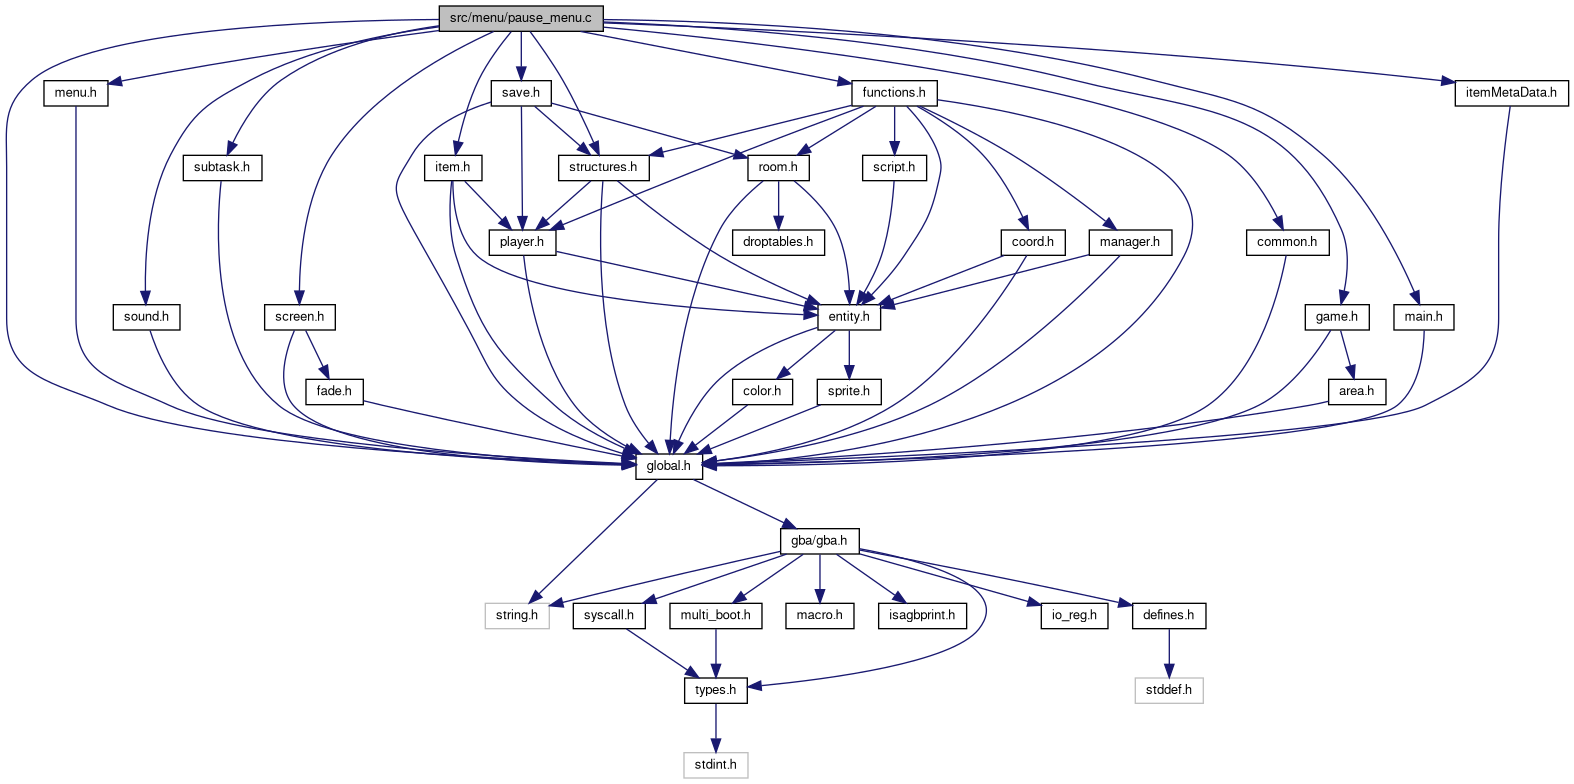 src/menu/pause_menu.c
menu.h
save.h
functions.h
itemMetaData.h
subtask.h
item.h
structures.h
room.h
script.h
player.h
droptables.h
coord.h
manager.h
common.h
sound.h
screen.h
entity.h
game.h
main.h
fade.h
color.h
sprite.h
area.h
global.h
gba/gba.h
string.h
syscall.h
multi_boot.h
macro.h
isagbprint.h
io_reg.h
defines.h
types.h
stddef.h
stdint.h